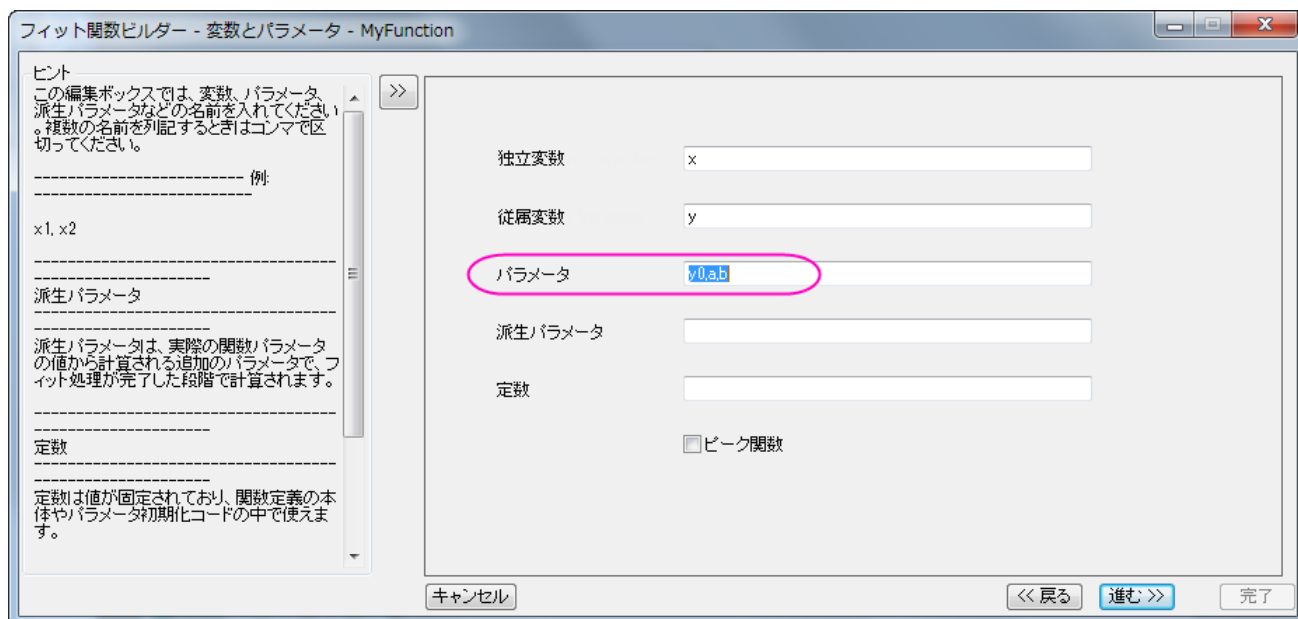 フィット関数ビルダー - 変数とパラメータ - MyFunction
ヒント
この編集ボックスでは、変数、パラメータ、
派生パラメータなどの名前を入れてください
。複数の名前を列記するときはコンマで区
切ってください。
------------------------- 例:
--------------------------
x1, x2
------------------------------------
---------------------
派生パラメータ
------------------------------------
---------------------
派生パラメータは、実際の関数パラメータ
の値から計算される追加のパラメータで、フ
ィット処理が完了した段階で計算されます。
------------------------------------
---------------------
定数
------------------------------------
---------------------
定数は値が固定されており、関数定義の本
体やパラメータ初期化コードの中で使えま
す。
>>
独立変数 x
従属変数 y
パラメータ y0,a,b
派生パラメータ
定数
ピーク関数
キャンセル
<< 戻る
進む >>
完了